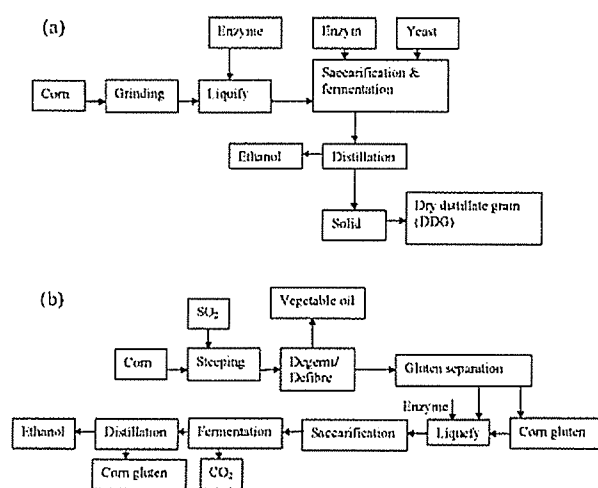 (a)
Enzyme
Enzym
Yeast
Corn
Grinding
Liquify
Saccarification &
fermentation
Ethanol
Distillation
Solid
Dry distillate grain
(DDG)
(b)
SO₂
Vegetable oil
Corn
Steeping
Degerm/
Defibre
Gluten separation
Enzyme
Ethanol
Distillation
Fermentation
Saccarification
Liquefy
Corn gluten
Corn gluten
CO₂